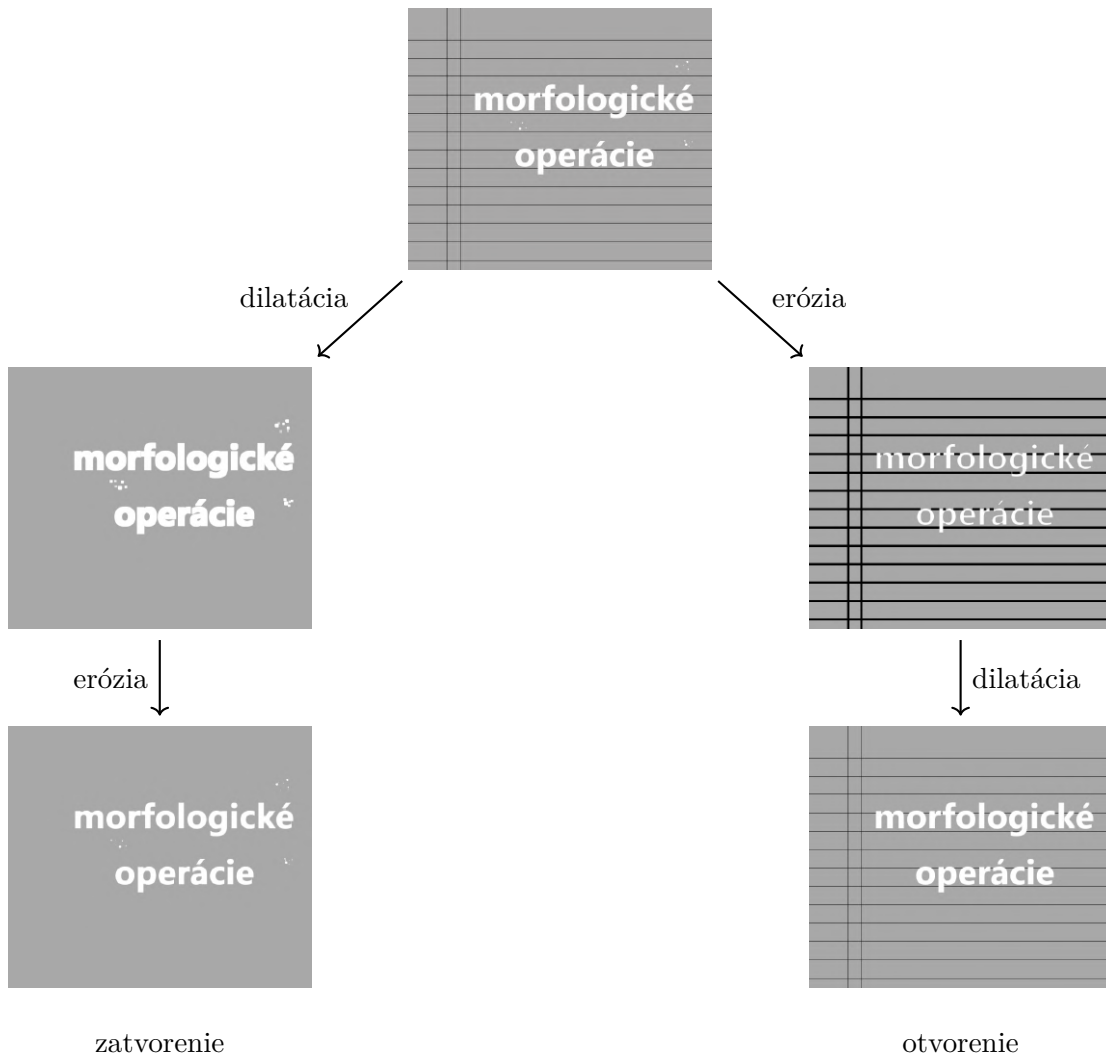 morfologické
operácie
dilatácia
erózia
morfologické
operácie
morfologické
operácie
erózia
dilatácia
morfologické
operácie
morfologické
operácie
zatvorenie
otvorenie